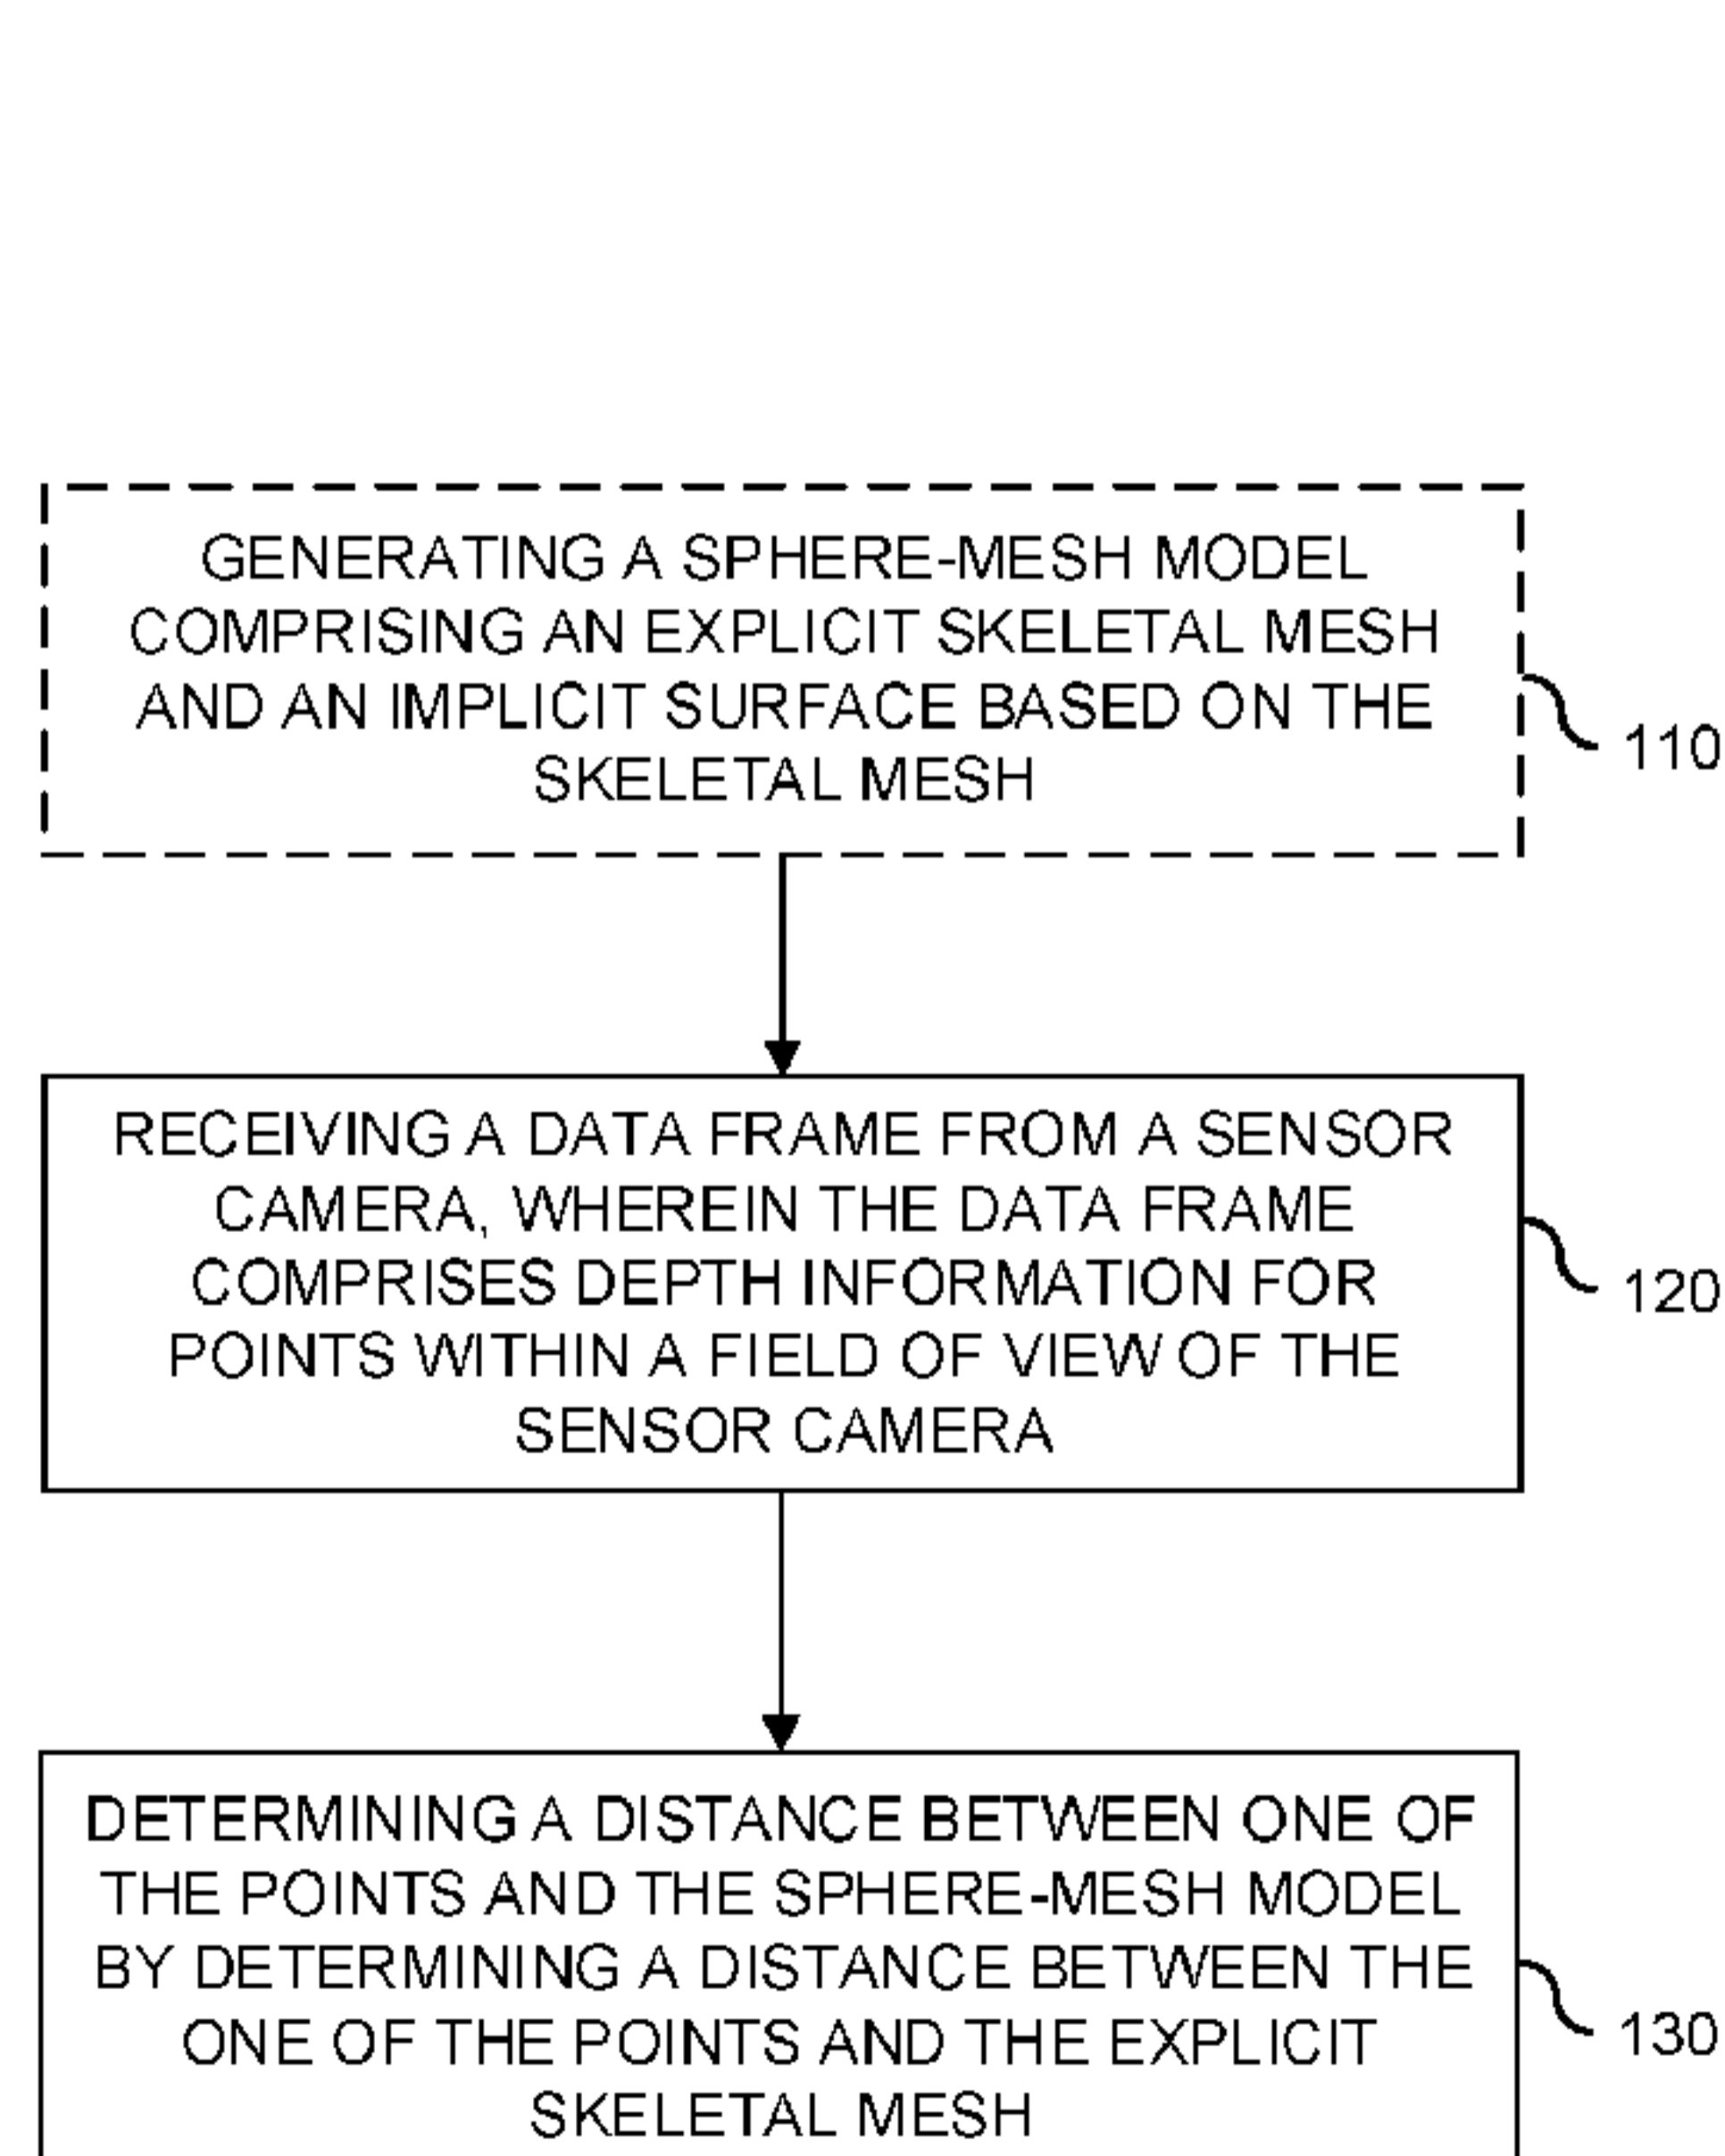 GENERATING A SPHERE-MESH MODEL
COMPRISING AN EXPLICIT SKELETAL MESH
AND AN IMPLICIT SURFACE BASED ON THE
SKELETAL MESH
110
RECEIVING A DATA FRAME FROM A SENSOR
CAMERA, WHEREIN THE DATA FRAME
COMPRISES DEPTH INFORMATION FOR
POINTS WITHIN A FIELD OF VIEW OF THE
SENSOR CAMERA
120
DETERMINING A DISTANCE BETWEEN ONE OF
THE POINTS AND THE SPHERE-MESH MODEL
BY DETERMINING A DISTANCE BETWEEN THE
ONE OF THE POINTS AND THE EXPLICIT
SKELETAL MESH
130